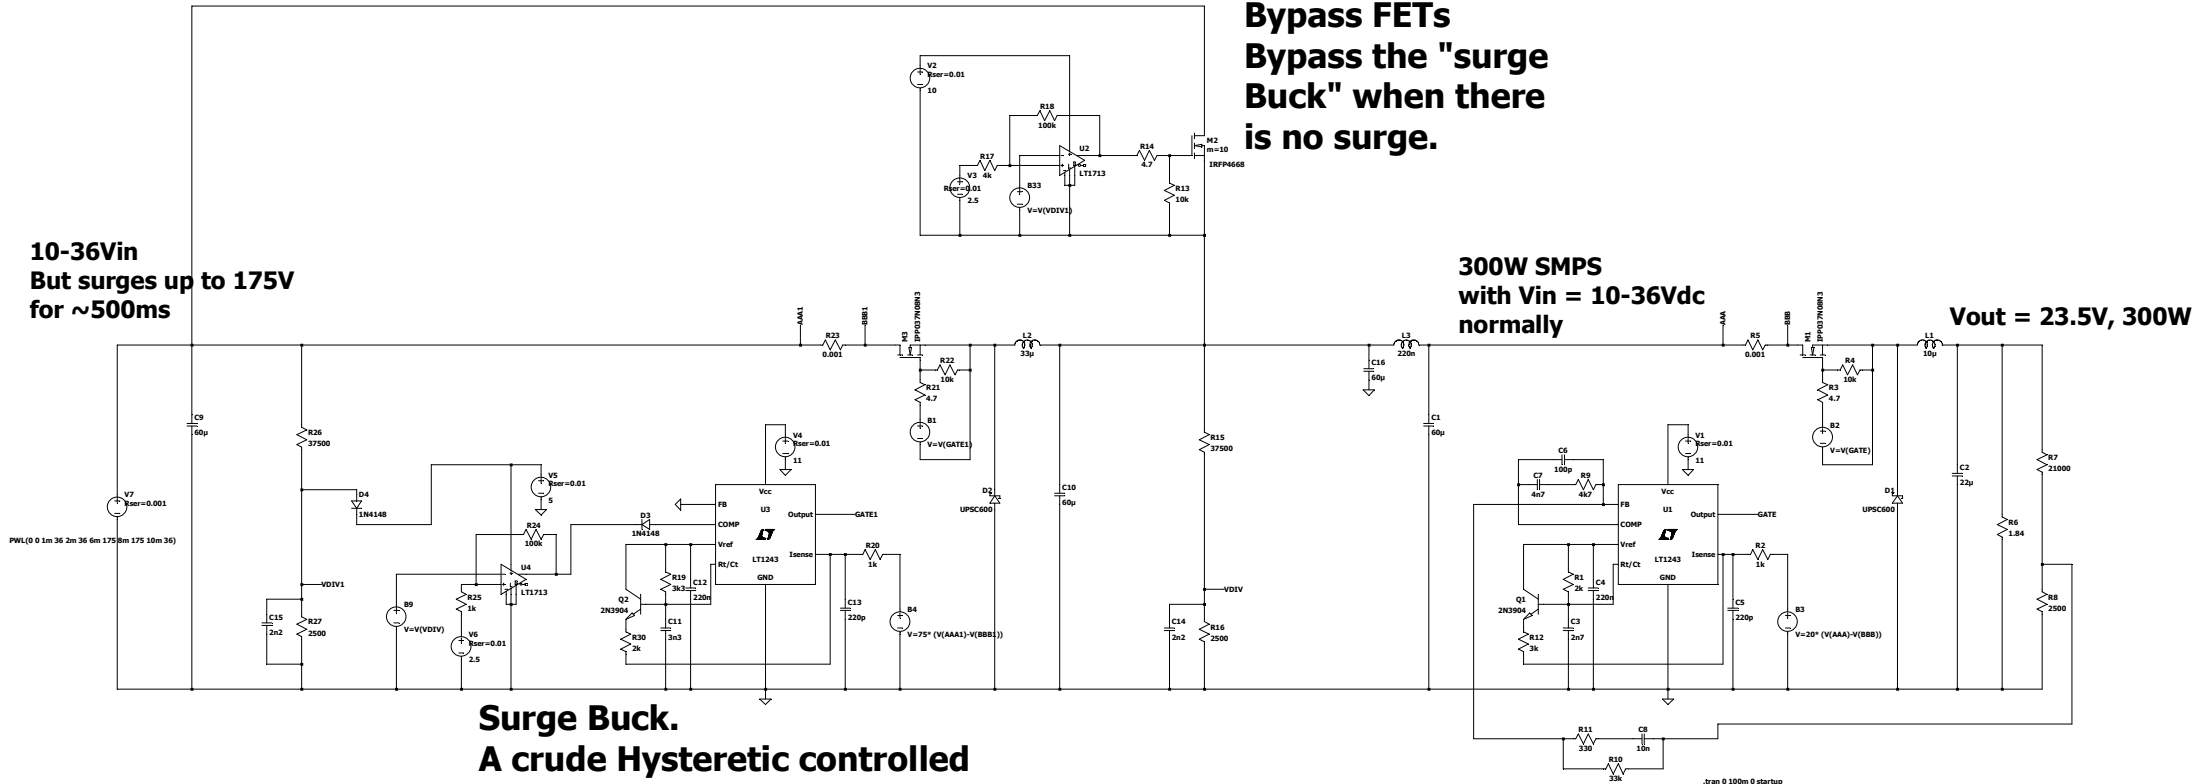 Bypass FETs
Bypass the "surge
Buck" when there
is no surge.
V2
Rser=0.01
10
R18
100k
U2
LT1713
R17
4k
V3
Rser=0.01
2.5
B33
V=V(VDIV1)
R14
4.7
R13
10k
M2
m=10
IRFP4668
10-36Vin
But surges up to 175V
for ~500ms
300W SMPS
with Vin = 10-36Vdc
normally
Vout = 23.5V, 300W
AAA1
R23
0.001
BBB1
M3
IPP037N08N3
L2
33µ
R22
10k
R21
4.7
B1
V=V(GATE1)
L3
220n
C16
60µ
AAA
R5
0.001
BBB
M1
IPP037N08N3
L1
10µ
R4
10k
R3
4.7
B2
V=V(GATE)
C9
60µ
R26
37500
V7
Rser=0.001
PWL(0 0 1m 36 2m 36 6m 175 8m 175 10m 36)
D4
1N4148
V5
Rser=0.01
5
R24
100k
U4
LT1713
VDIV1
C15
2n2
R27
2500
B9
V=V(VDIV)
R25
1k
V6
Rser=0.01
2.5
D3
1N4148
V4
Rser=0.01
11
Vcc
U3
FB
COMP
Vref
Rt/Ct
Output
Isense
LT1243
GND
GATE1
R20
1k
Q2
2N3904
R19
3k3
C12
220n
C11
3n3
R30
2k
C13
220p
B4
V=75* (V(AAA1)-V(BBB1))
D2
UPSC600
C10
60µ
R15
37500
VDIV
C14
2n2
R16
2500
C1
60µ
C6
100p
C7
4n7
R9
4k7
V1
Rser=0.01
11
Vcc
U1
FB
COMP
Vref
Rt/Ct
Output
Isense
LT1243
GND
GATE
R2
1k
Q1
2N3904
R1
2k
C4
220n
C3
2n7
R12
3k
C5
220p
B3
V=20* (V(AAA)-V(BBB))
D1
UPSC600
C2
22µ
R6
1.84
R7
21000
R8
2500
R11
330
C8
10n
R10
33k
.tran 0 100m 0 startup
Surge Buck.
A crude Hysteretic controlled